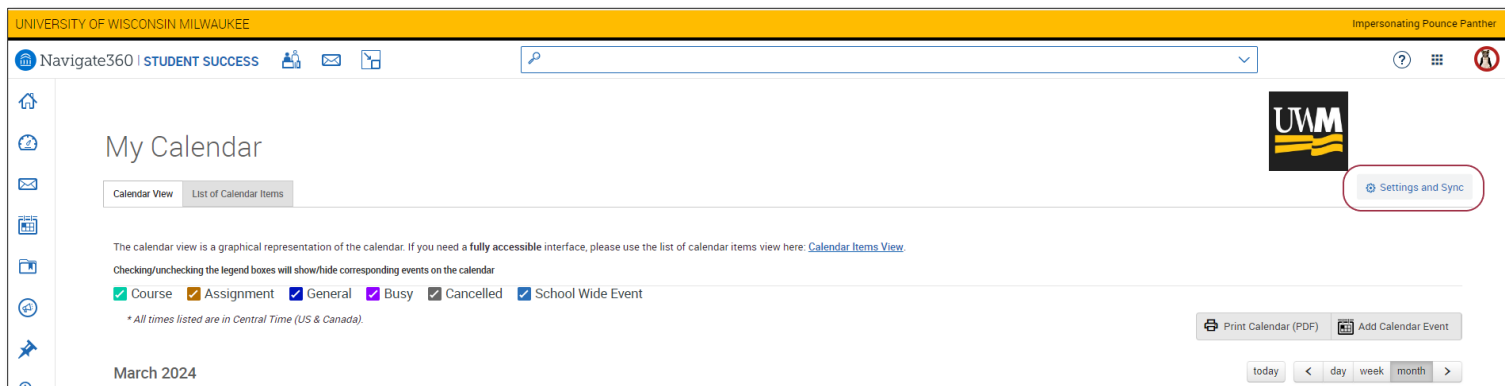 UNIVERSITY OF WISCONSIN MILWAUKEE
Impersonating Pounce Panther
Navigate360 | STUDENT SUCCESS
?
UWM
My Calendar
Calendar View
List of Calendar Items
Settings and Sync
The calendar view is a graphical representation of the calendar. If you need a fully accessible interface, please use the list of calendar items view here: Calendar Items View.
Checking/unchecking the legend boxes will show/hide corresponding events on the calendar
Course Assignment General Busy Cancelled School Wide Event
* All times listed are in Central Time (US & Canada).
Print Calendar (PDF) Add Calendar Event
March 2024
today < day week month >